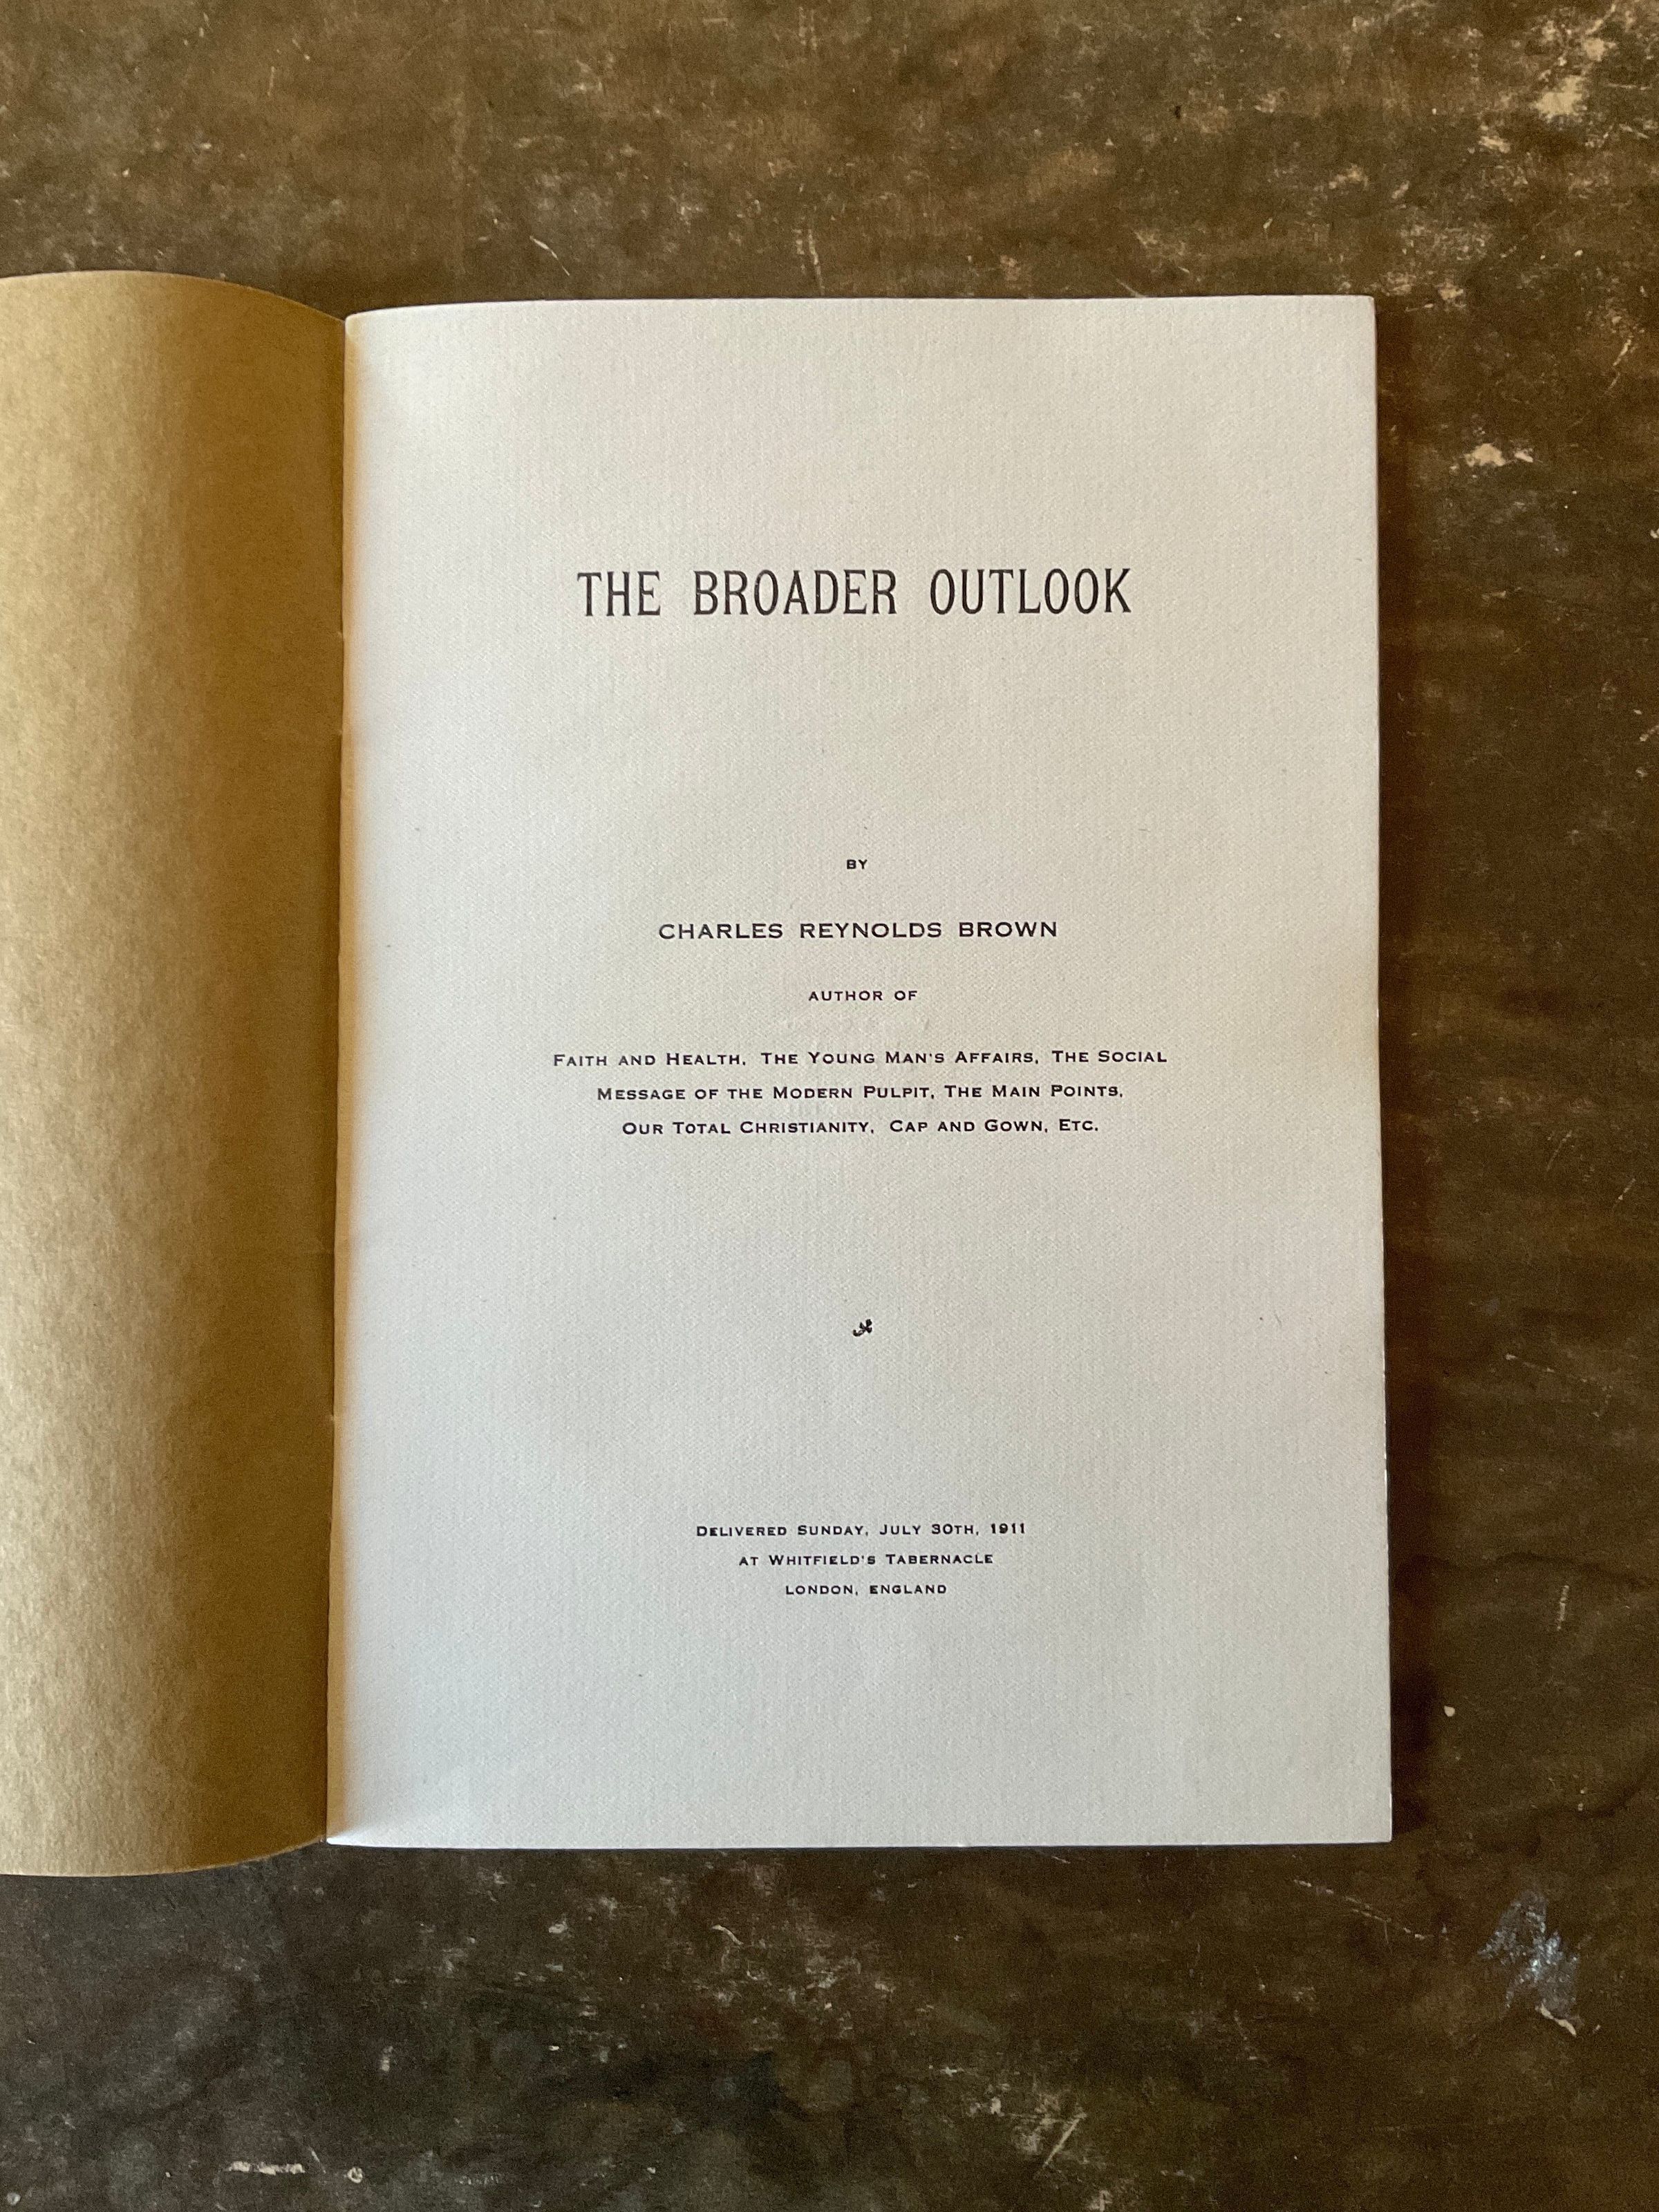 THE BROADER OUTLOOK
BY
CHARLES REYNOLDS BROWN
AUTHOR OF
FAITH AND HEALTH, THE YOUNG MAN'S AFFAIRS, THE SOCIAL
MESSAGE OF THE MODERN PULPIT, THE MAIN POINTS,
OUR TOTAL CHRISTIANITY, CAP AND GOWN, ETC.
DELIVERED SUNDAY, JULY 30TH, 1911
AT WHITFIELD'S TABERNACLE
LONDON, ENGLAND